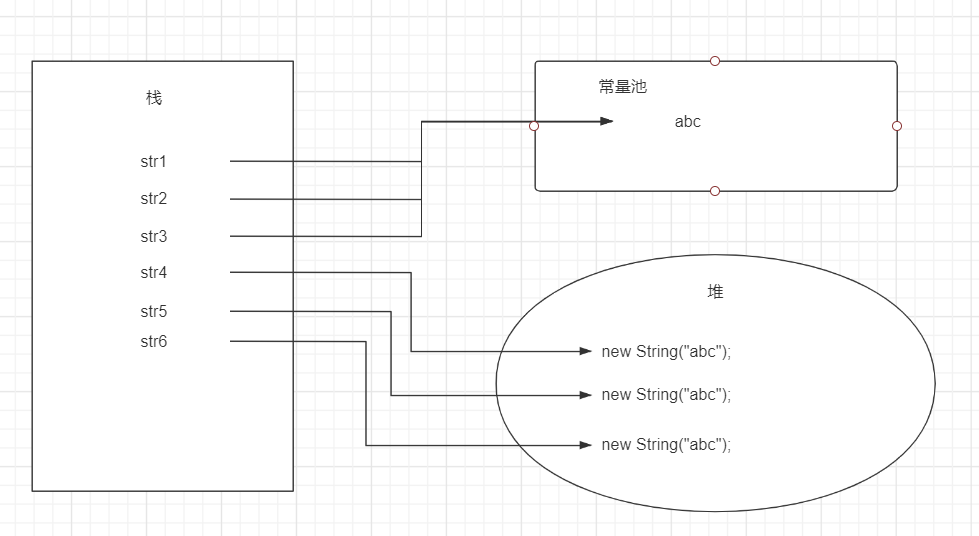 栈
str1
str2
str3
str4
str5
str6
常量池
abc
堆
new String("abc");
new String("abc");
new String("abc");